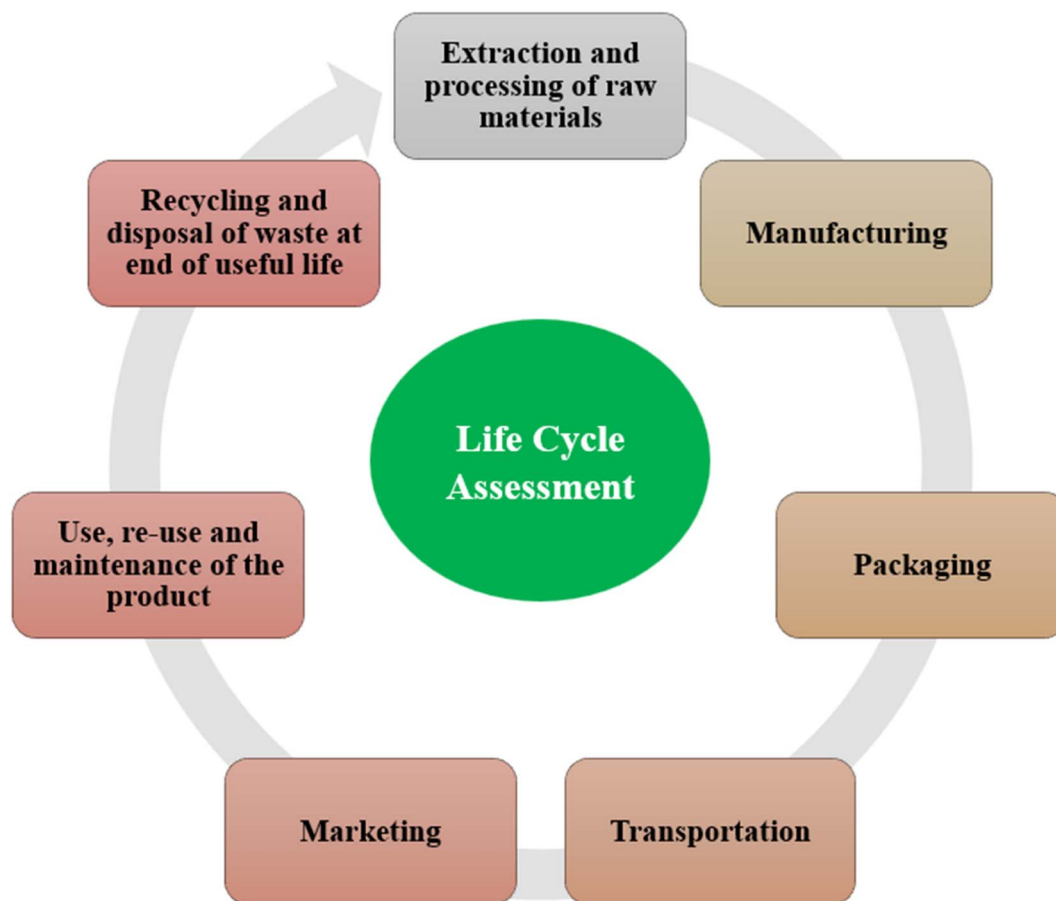 Extraction and
processing of raw
materials
Manufacturing
Packaging
Transportation
Marketing
Use, re-use and
maintenance of the
product
Recycling and
disposal of waste at
end of useful life
Life Cycle
Assessment